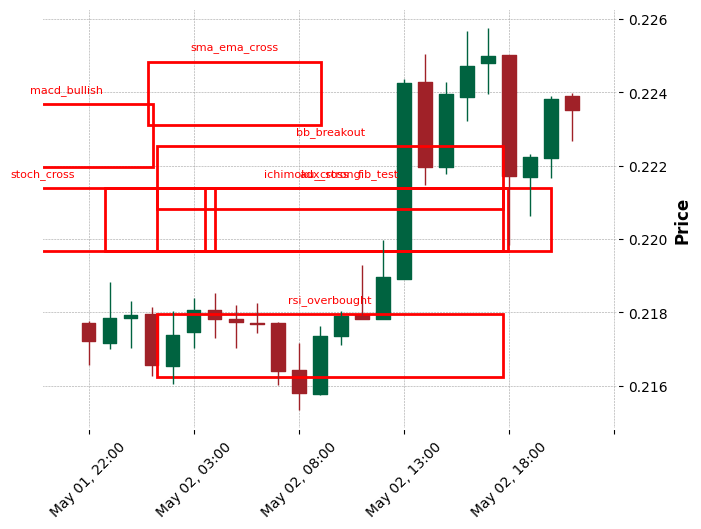 sma_ema_cross
macd_bullish
bb_breakout
stoch_cross
fib_test
rsi_overbought
0.226
0.224
0.222
0.220
0.218
0.216
Price
May 01, 22:00
May 02, 03:00
May 02, 08:00
May 02, 13:00
May 02, 18:00